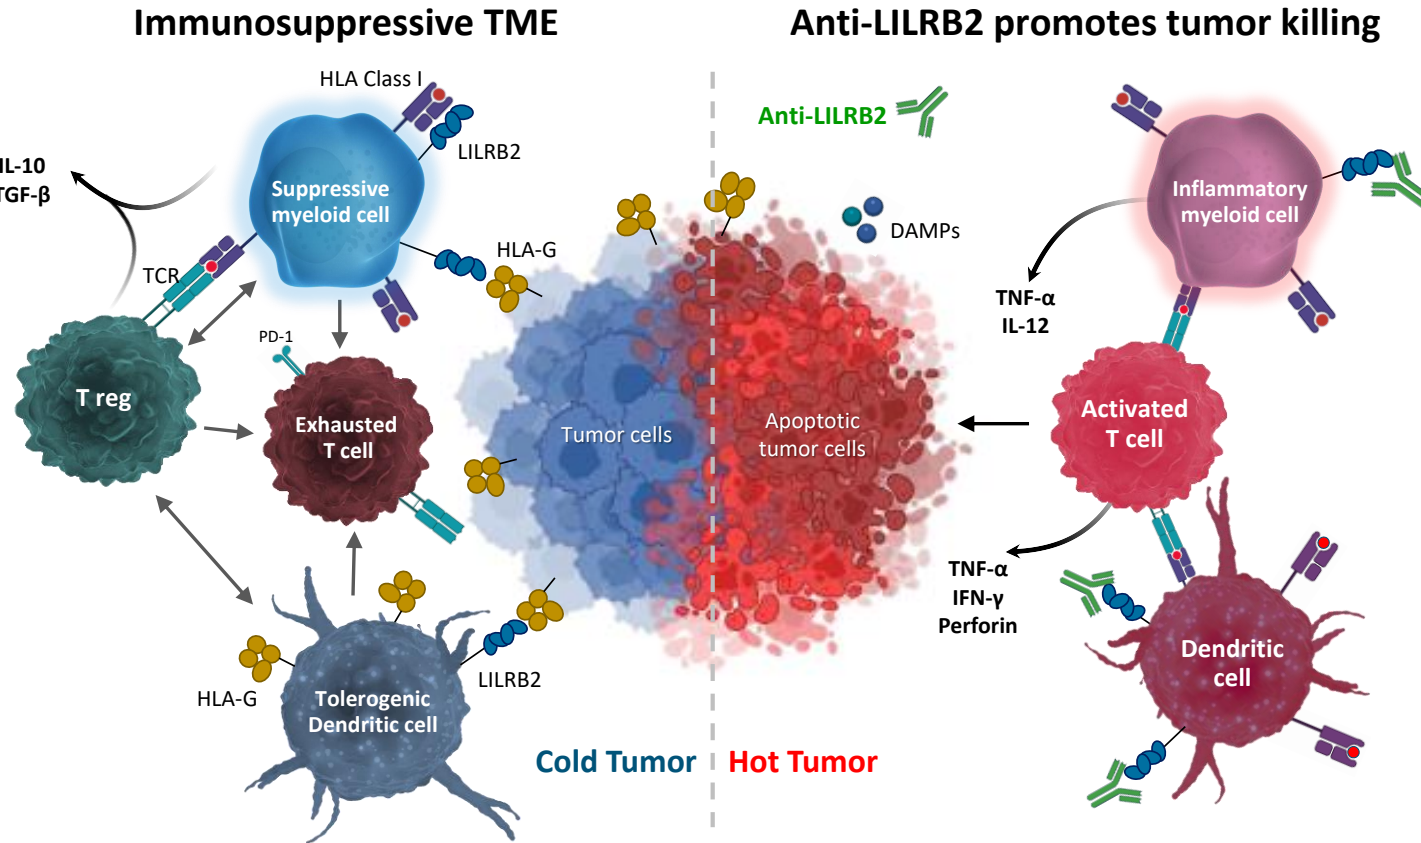 Immunosuppressive TME
Anti-LILRB2 promotes tumor killing
HLA Class I
LILRB2
IL-10
TGF-β
Suppressive
myeloid cell
TCR
HLA-G
PD-1
T reg
Exhausted
T cell
Tumor cells
HLA-G
Tolerogenic
Dendritic cell
LILRB2
Cold Tumor
Anti-LILRB2
DAMPs
Inflammatory
myeloid cell
TNF-α
IL-12
Apoptotic
tumor cells
Activated
T cell
TNF-α
IFN-γ
Perforin
Dendritic
cell
Hot Tumor